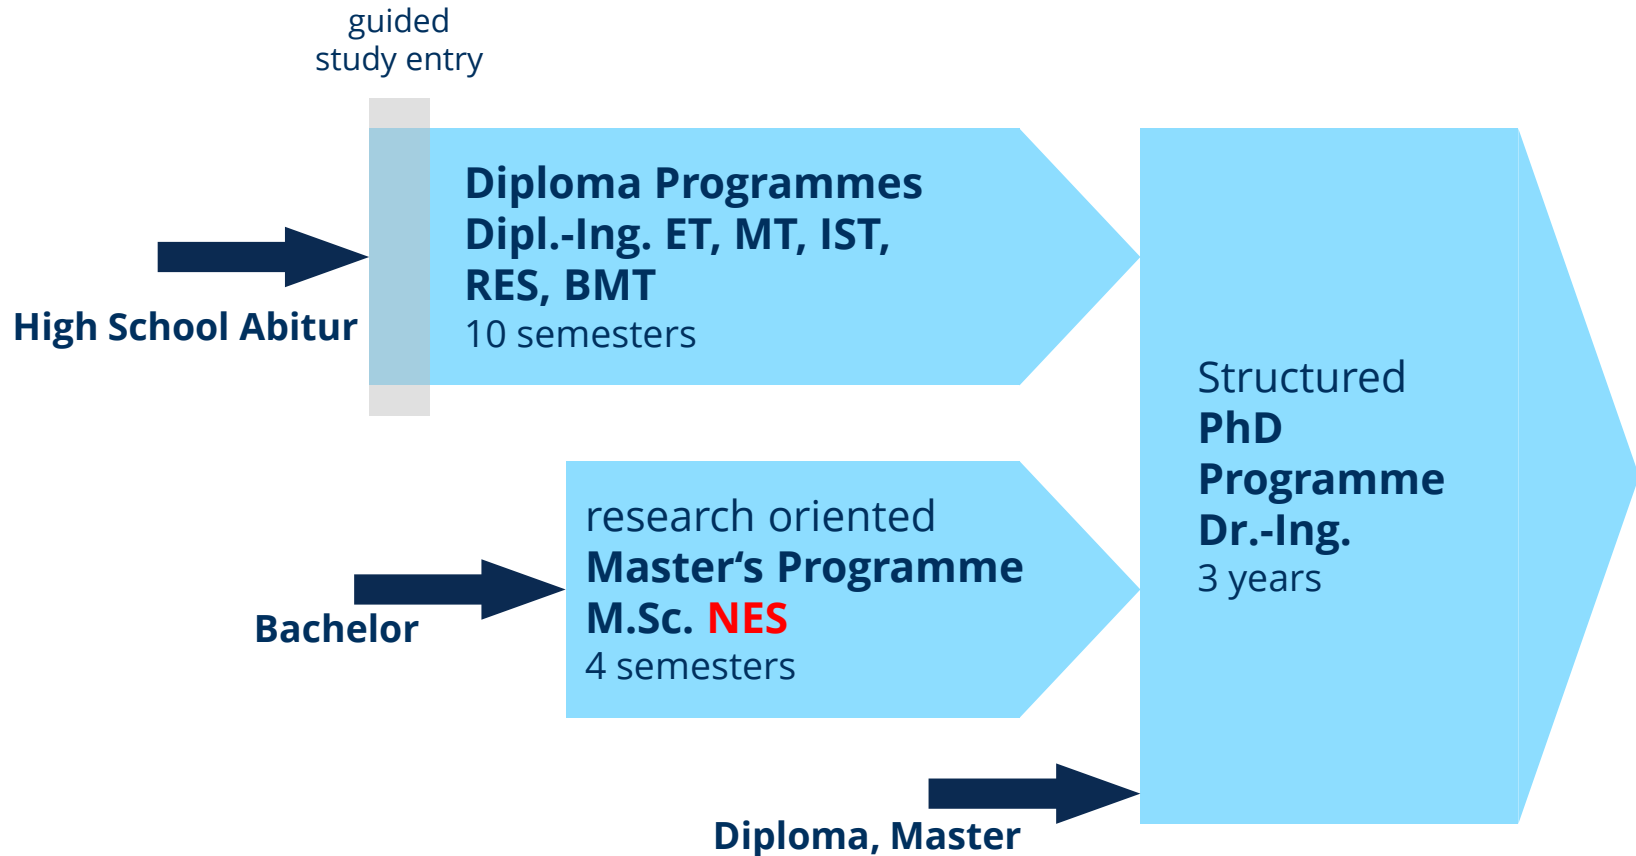 guided
study entry
Diploma Programmes
Dipl.-Ing. ET, MT, IST,
RES, BMT
10 semesters
High School Abitur
Structured
PhD
Programme
Dr.-Ing.
3 years
research oriented
Master‘s Programme
M.Sc. NES
4 semesters
Bachelor
Diploma, Master